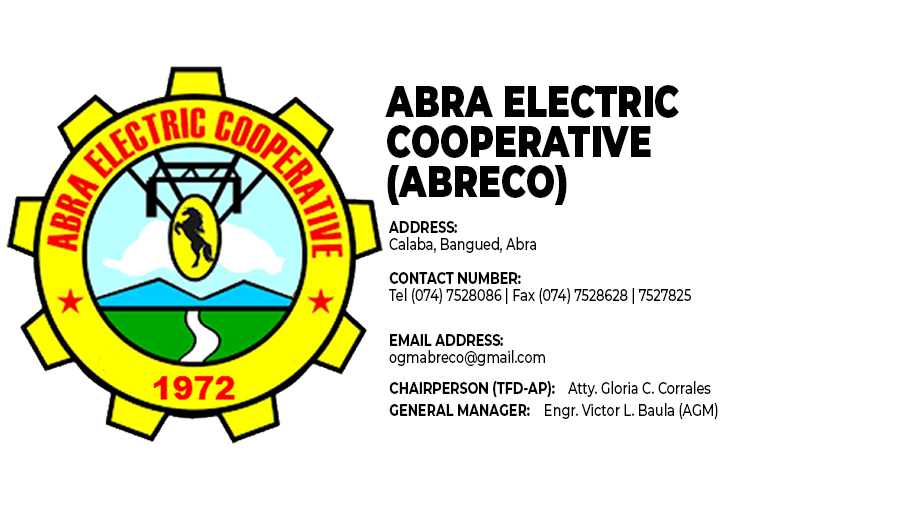 ABRA ELECTRIC COOPERATIVE
1972
ABRA ELECTRIC
COOPERATIVE
(ABRECO)
ADDRESS:
Calaba, Bangued, Abra
CONTACT NUMBER:
Tel (074) 7528086 | Fax (074) 7528628 | 7527825
EMAIL ADDRESS:
ogmabreco@gmail.com
CHAIRPERSON (TFD-AP): Atty. Gloria C. Corrales
GENERAL MANAGER: Engr. Victor L. Baula (AGM)